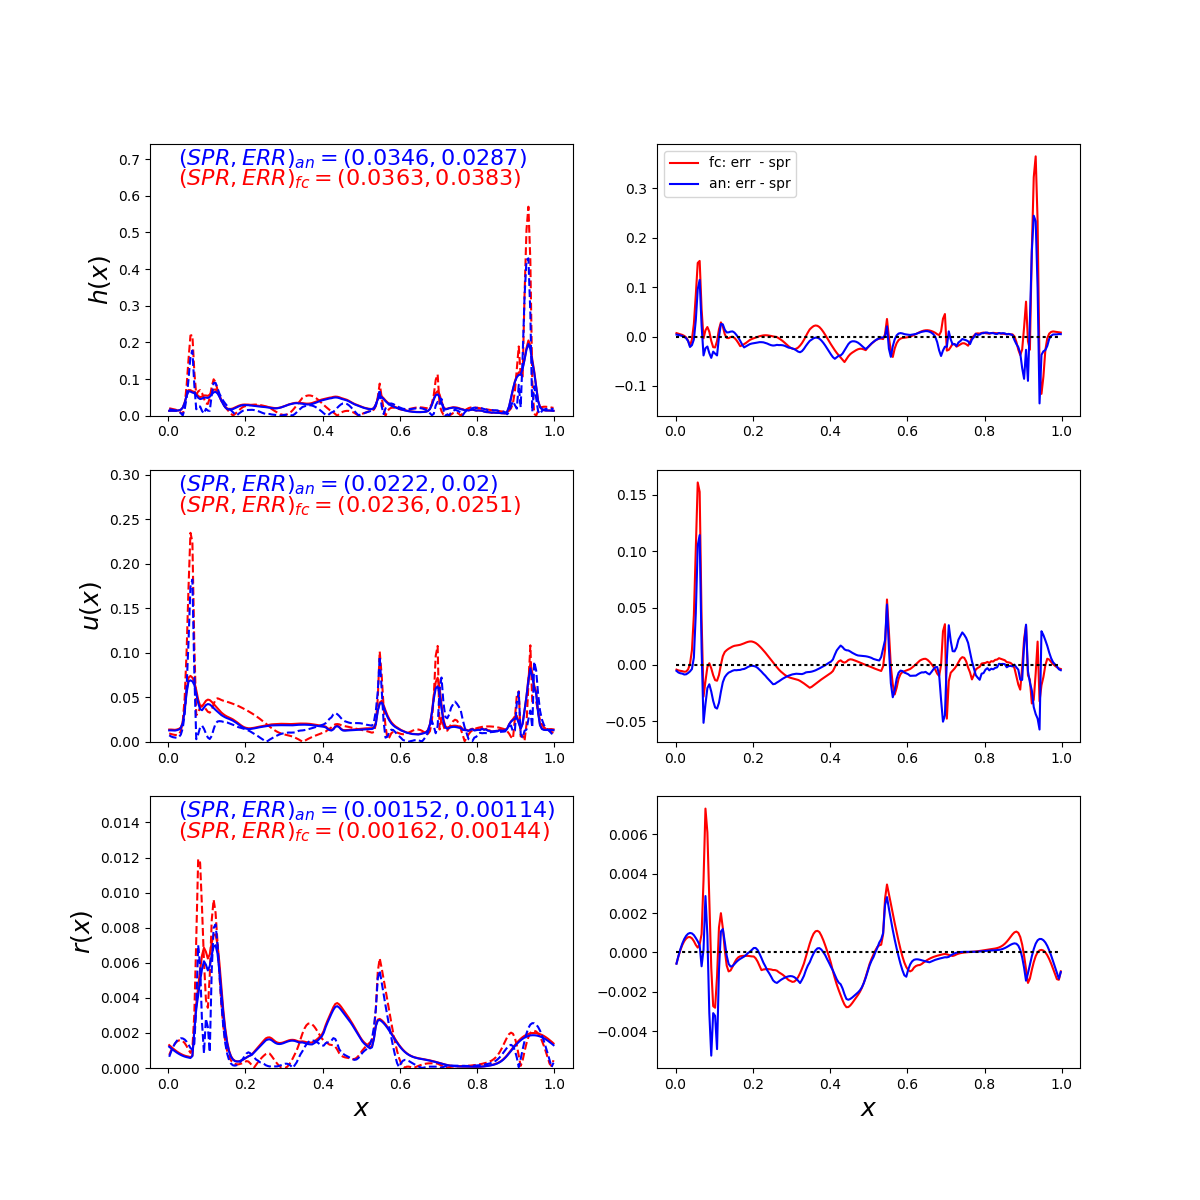 (SPR, ERR)an = (0.0346, 0.0287)
(SPR, ERR)fc = (0.0363, 0.0383)
h(x)
0.7
0.6
0.5
0.4
0.3
0.2
0.1
0.0
0.0 0.2 0.4 0.6 0.8 1.0
fc: err - spr
an: err - spr
0.3
0.2
0.1
0.0
−0.1
0.0 0.2 0.4 0.6 0.8 1.0
(SPR, ERR)an = (0.0222, 0.02)
(SPR, ERR)fc = (0.0236, 0.0251)
u(x)
0.30
0.25
0.20
0.15
0.10
0.05
0.00
0.0 0.2 0.4 0.6 0.8 1.0
0.15
0.10
0.05
0.00
−0.05
0.0 0.2 0.4 0.6 0.8 1.0
(SPR, ERR)an = (0.00152, 0.00114)
(SPR, ERR)fc = (0.00162, 0.00144)
r(x)
0.014
0.012
0.010
0.008
0.006
0.004
0.002
0.000
0.0 0.2 0.4 0.6 0.8 1.0
x
0.006
0.004
0.002
0.000
−0.002
−0.004
0.0 0.2 0.4 0.6 0.8 1.0
x